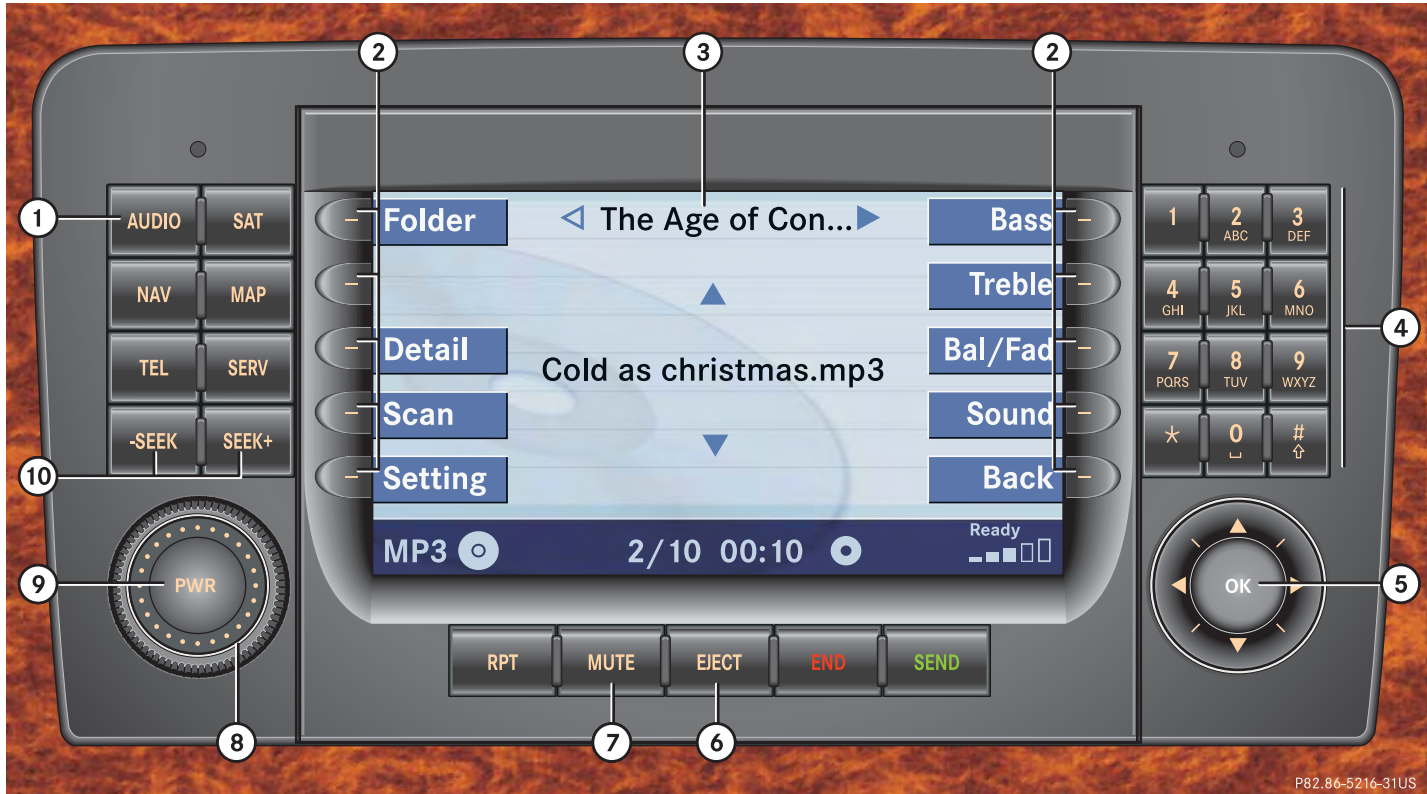 2 3 2
1 AUDIO SAT
NAV MAP
TEL SERV
-SEEK SEEK+
10
9 PWR
8
Folder The Age of Con... Bass
Treble
Detail Cold as christmas.mp3 Bal/Fad
Scan Sound
Setting Back
MP3 2/10 00:10 Ready
RPT MUTE EJECT END SEND
7 6
1 2 ABC 3 DEF
4 GHI 5 JKL 6 MNO
7 PQRS 8 TUV 9 WXYZ
* 0 #
4
OK 5
P82.86-5216-31US